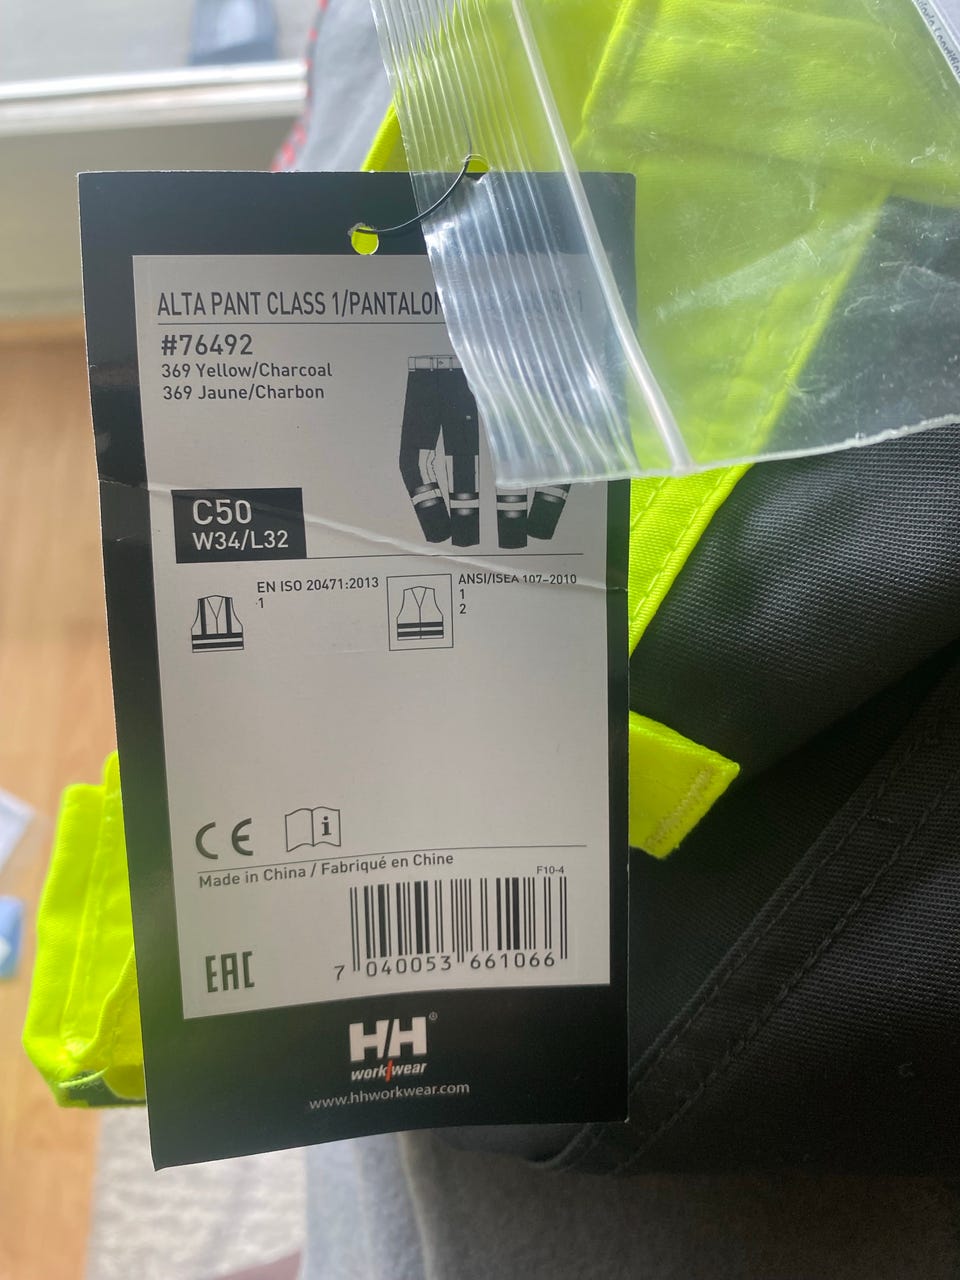 ALTA PANT CLASS 1/PANTALON
#76492
369 Yellow/Charcoal
369 Jaune/Charbon
C50
W34/L32
EN ISO 20471:2013
1
ANSI/ISEA 107-2010
1
2
CE
i
Made in China / Fabriqué en Chine
F10-4
EAC
7 040053 661066
H/H®
work/wear
www.hhworkwear.com